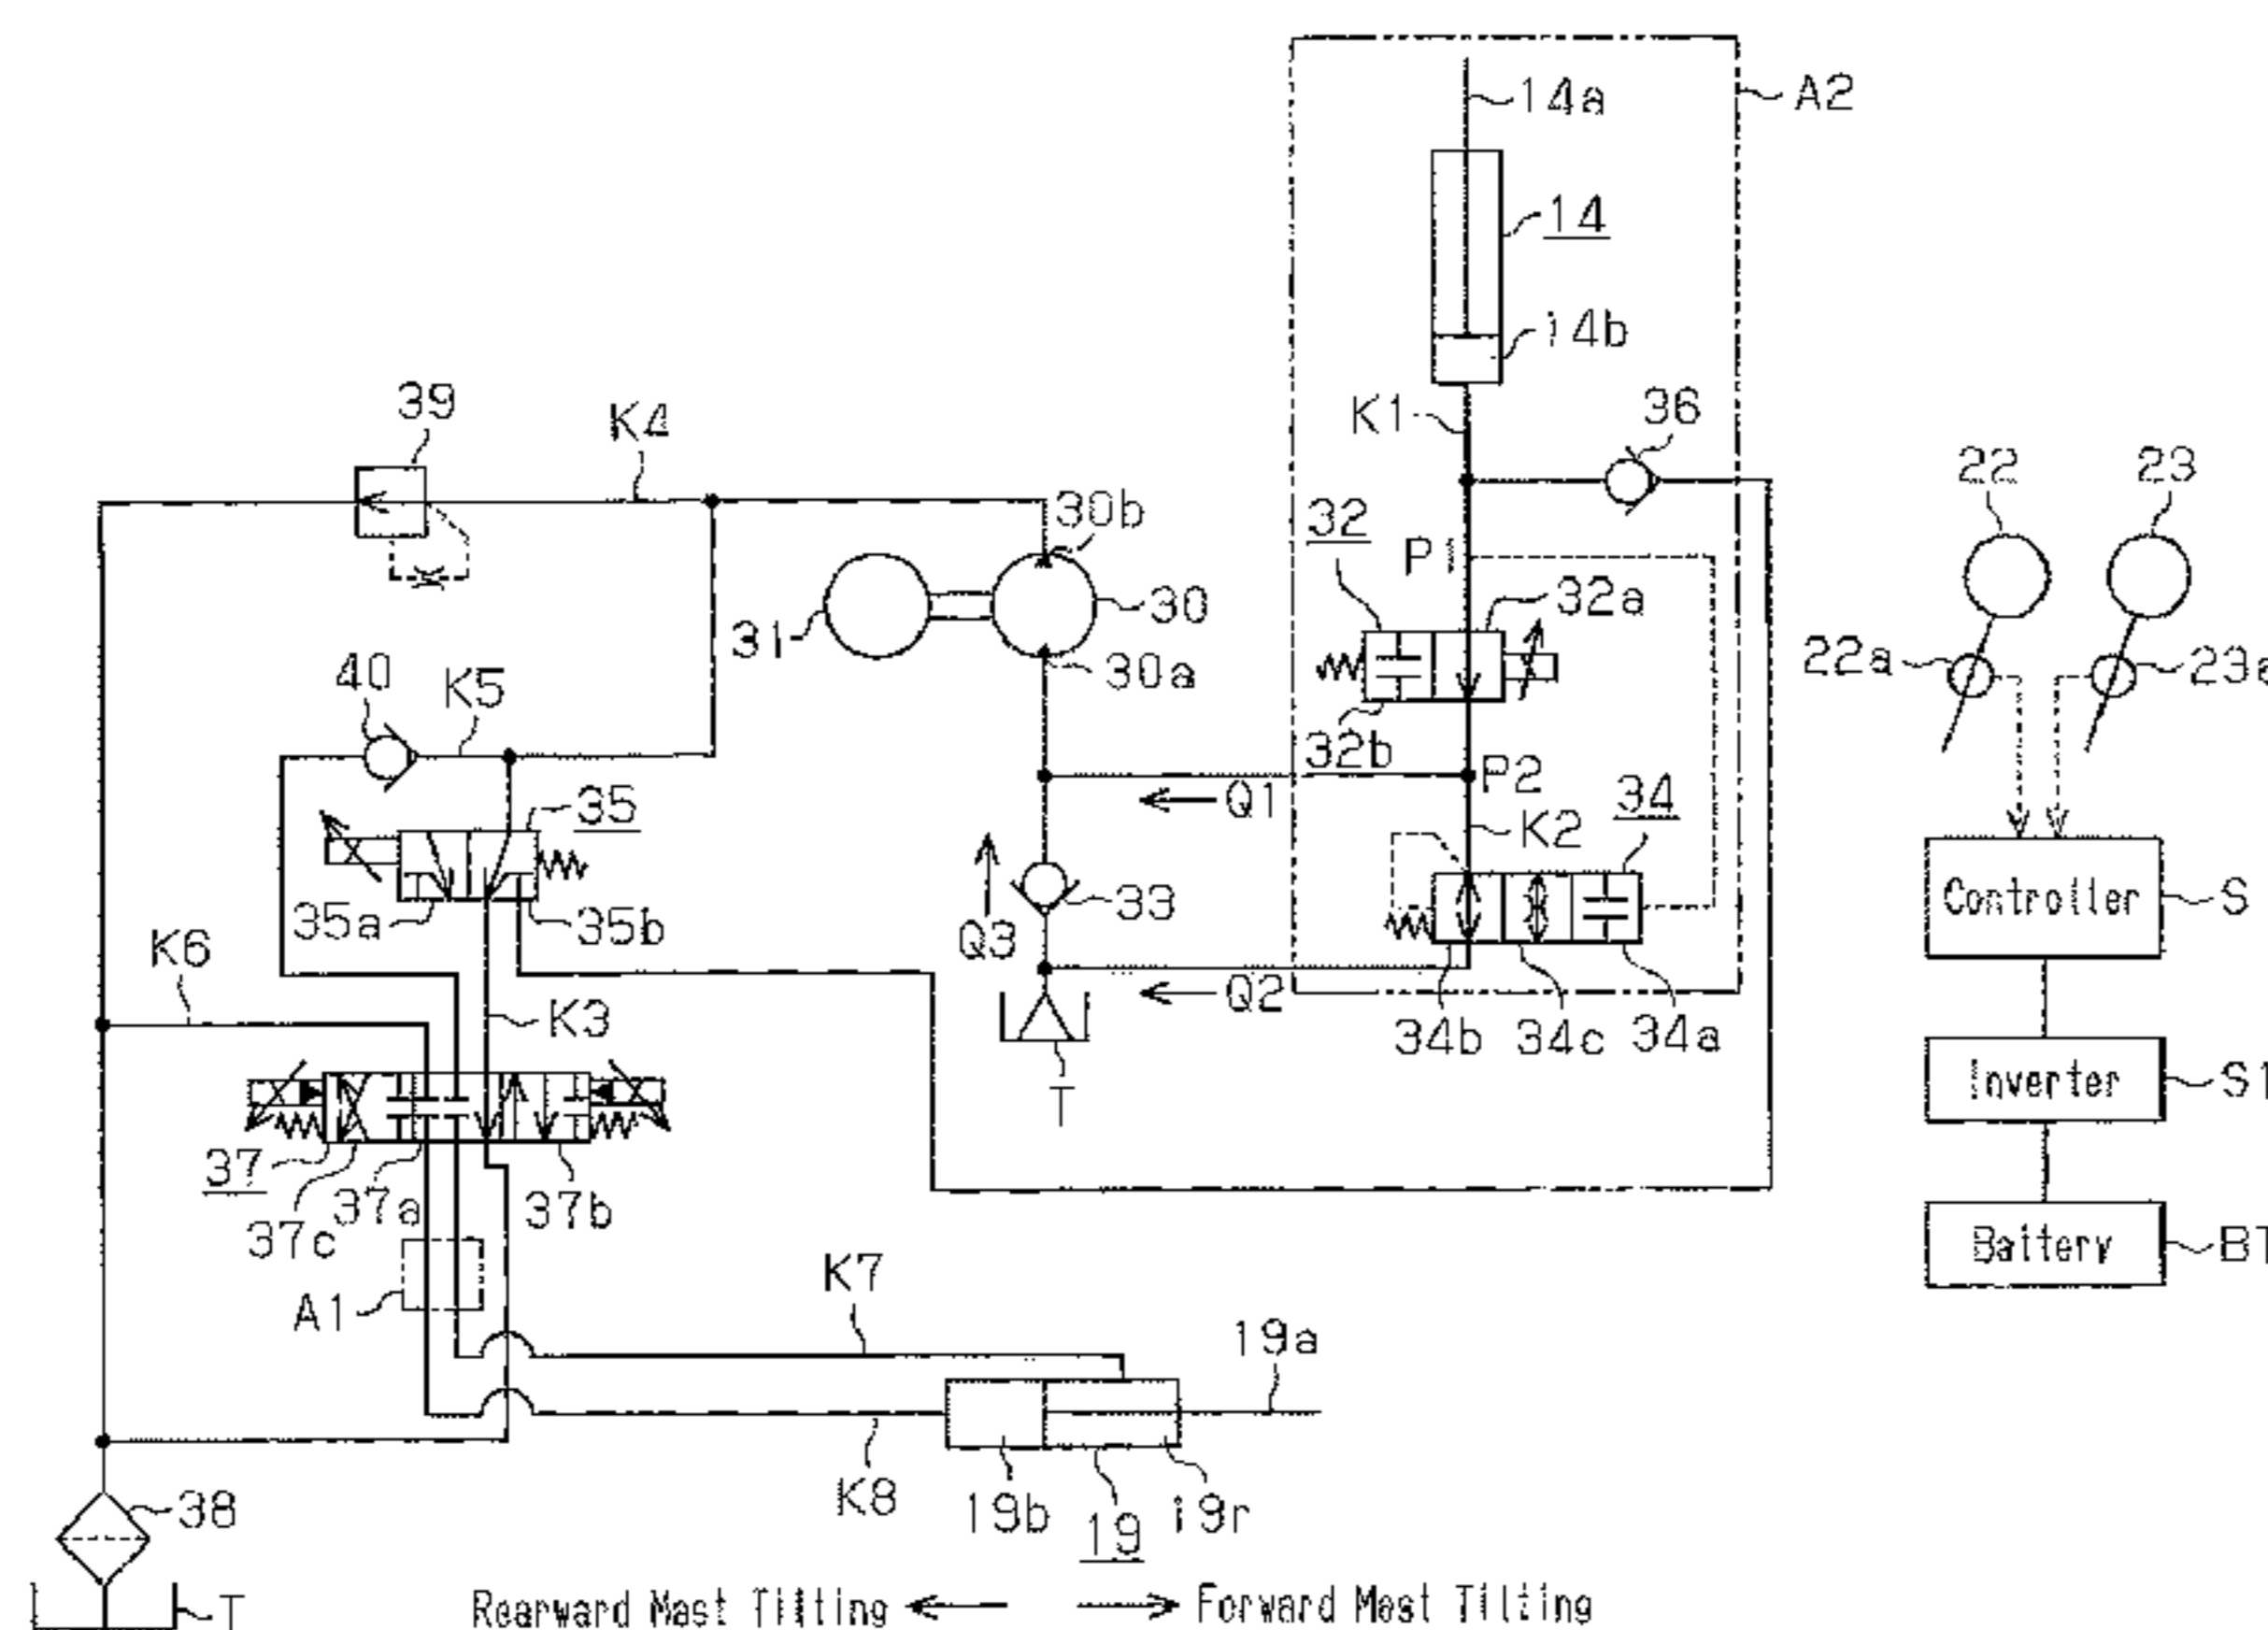 14a
A2
14
14b
39
K4
K1
36
22
23
30b
32
P1
32a
31
30
30a
22a
23a
40
K5
32b
P2
35
Q1
K2
34
33
35a
35b
Q3
Controller
S
K6
K3
Q2
34b
34c
34a
T
Inverter
S1
37
37a
37b
37c
K7
Battery
BT
A1
19a
K8
19b
19
19r
38
T
Rearward Mast Tilting
Forward Mast Tilting